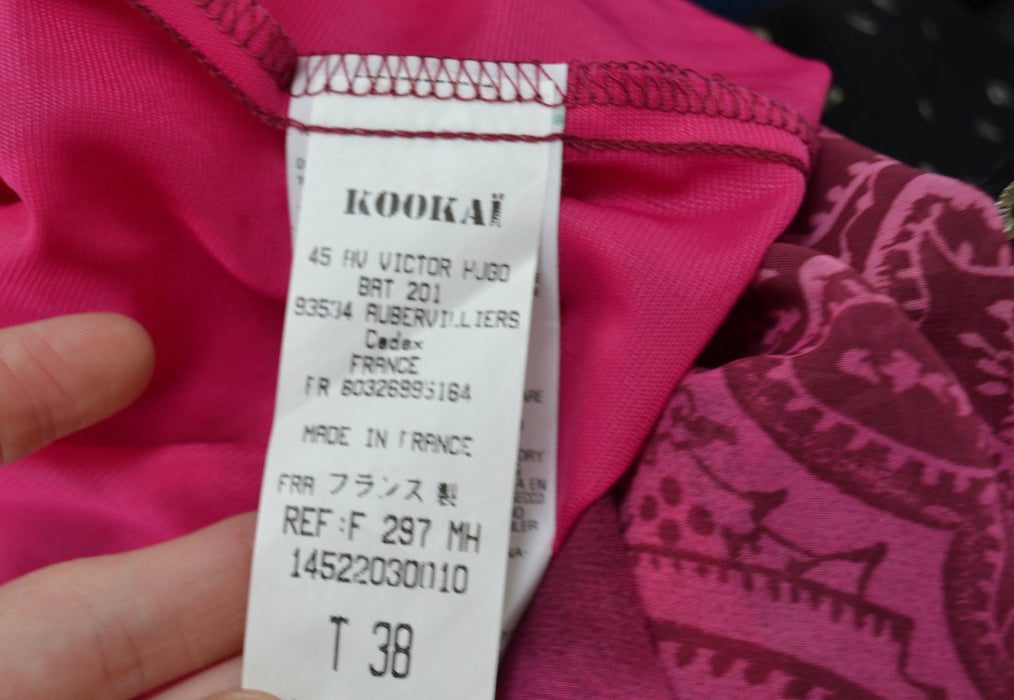 KOOKAÏ
45 AV VICTOR HUGO
BAT 201
93534 AUBERVILLIERS
Cedex
FRANCE
FR 60326995164
MADE IN FRANCE
FRA フランス 製
REF:F 297 MH
14522030010
T 38